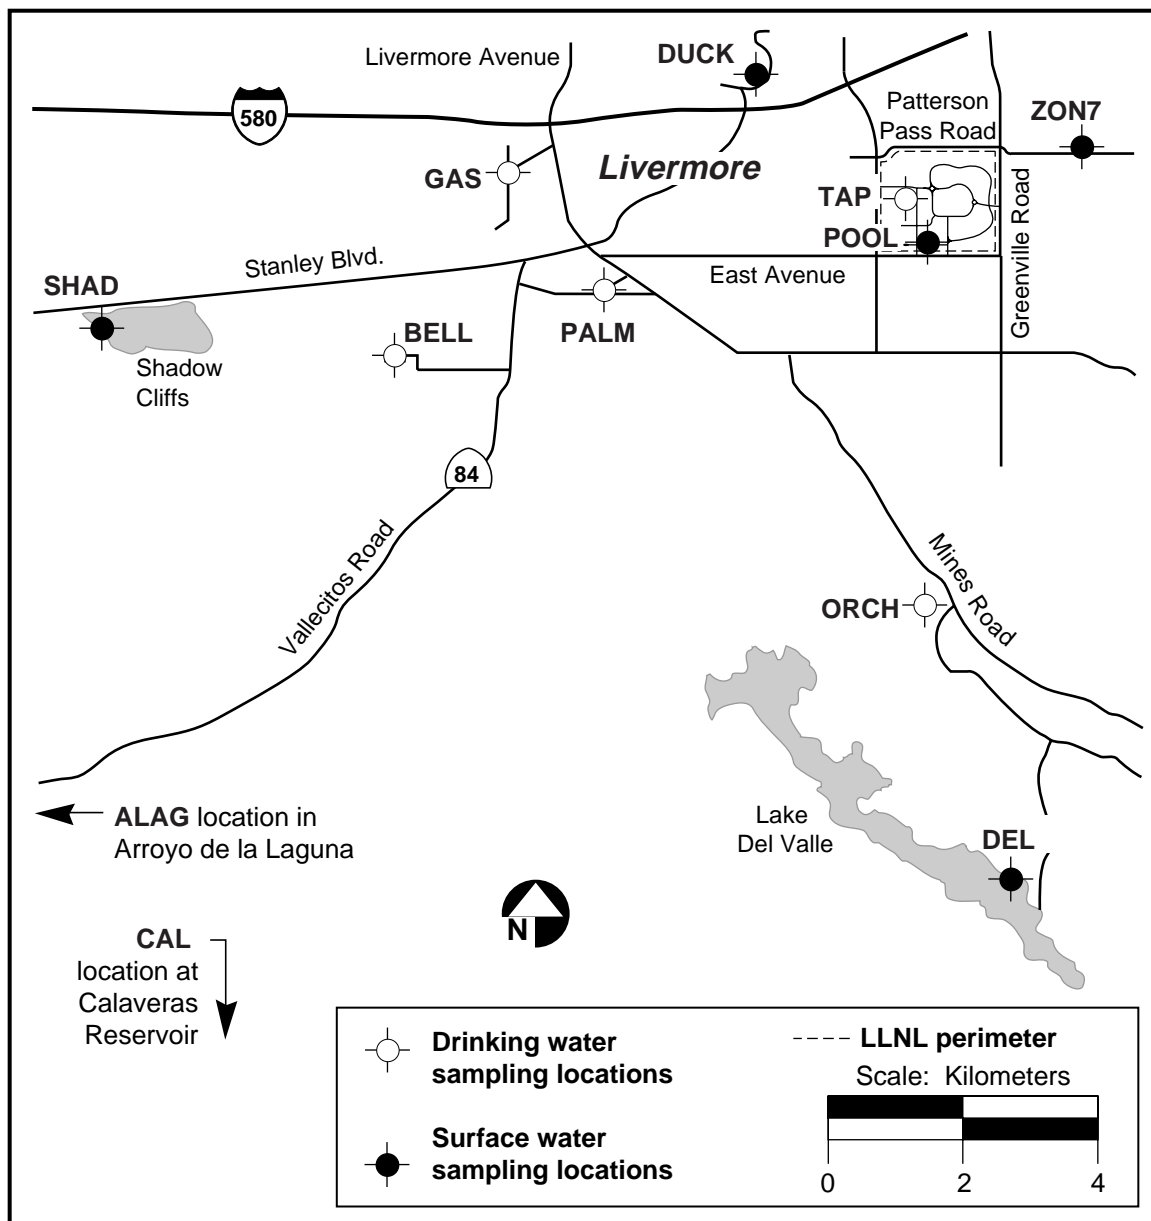 Livermore Avenue
DUCK
580
Patterson
Pass Road
ZON7
GAS
Livermore
TAP
POOL
Greenville Road
Stanley Blvd.
East Avenue
SHAD
Shadow
Cliffs
BELL
PALM
84
Vallecitos Road
Mines Road
ORCH
ALAG location in
Arroyo de la Laguna
Lake
Del Valle
DEL
N
CAL
location at
Calaveras
Reservoir
Drinking water
sampling locations
Surface water
sampling locations
LLNL perimeter
Scale: Kilometers
0 2 4